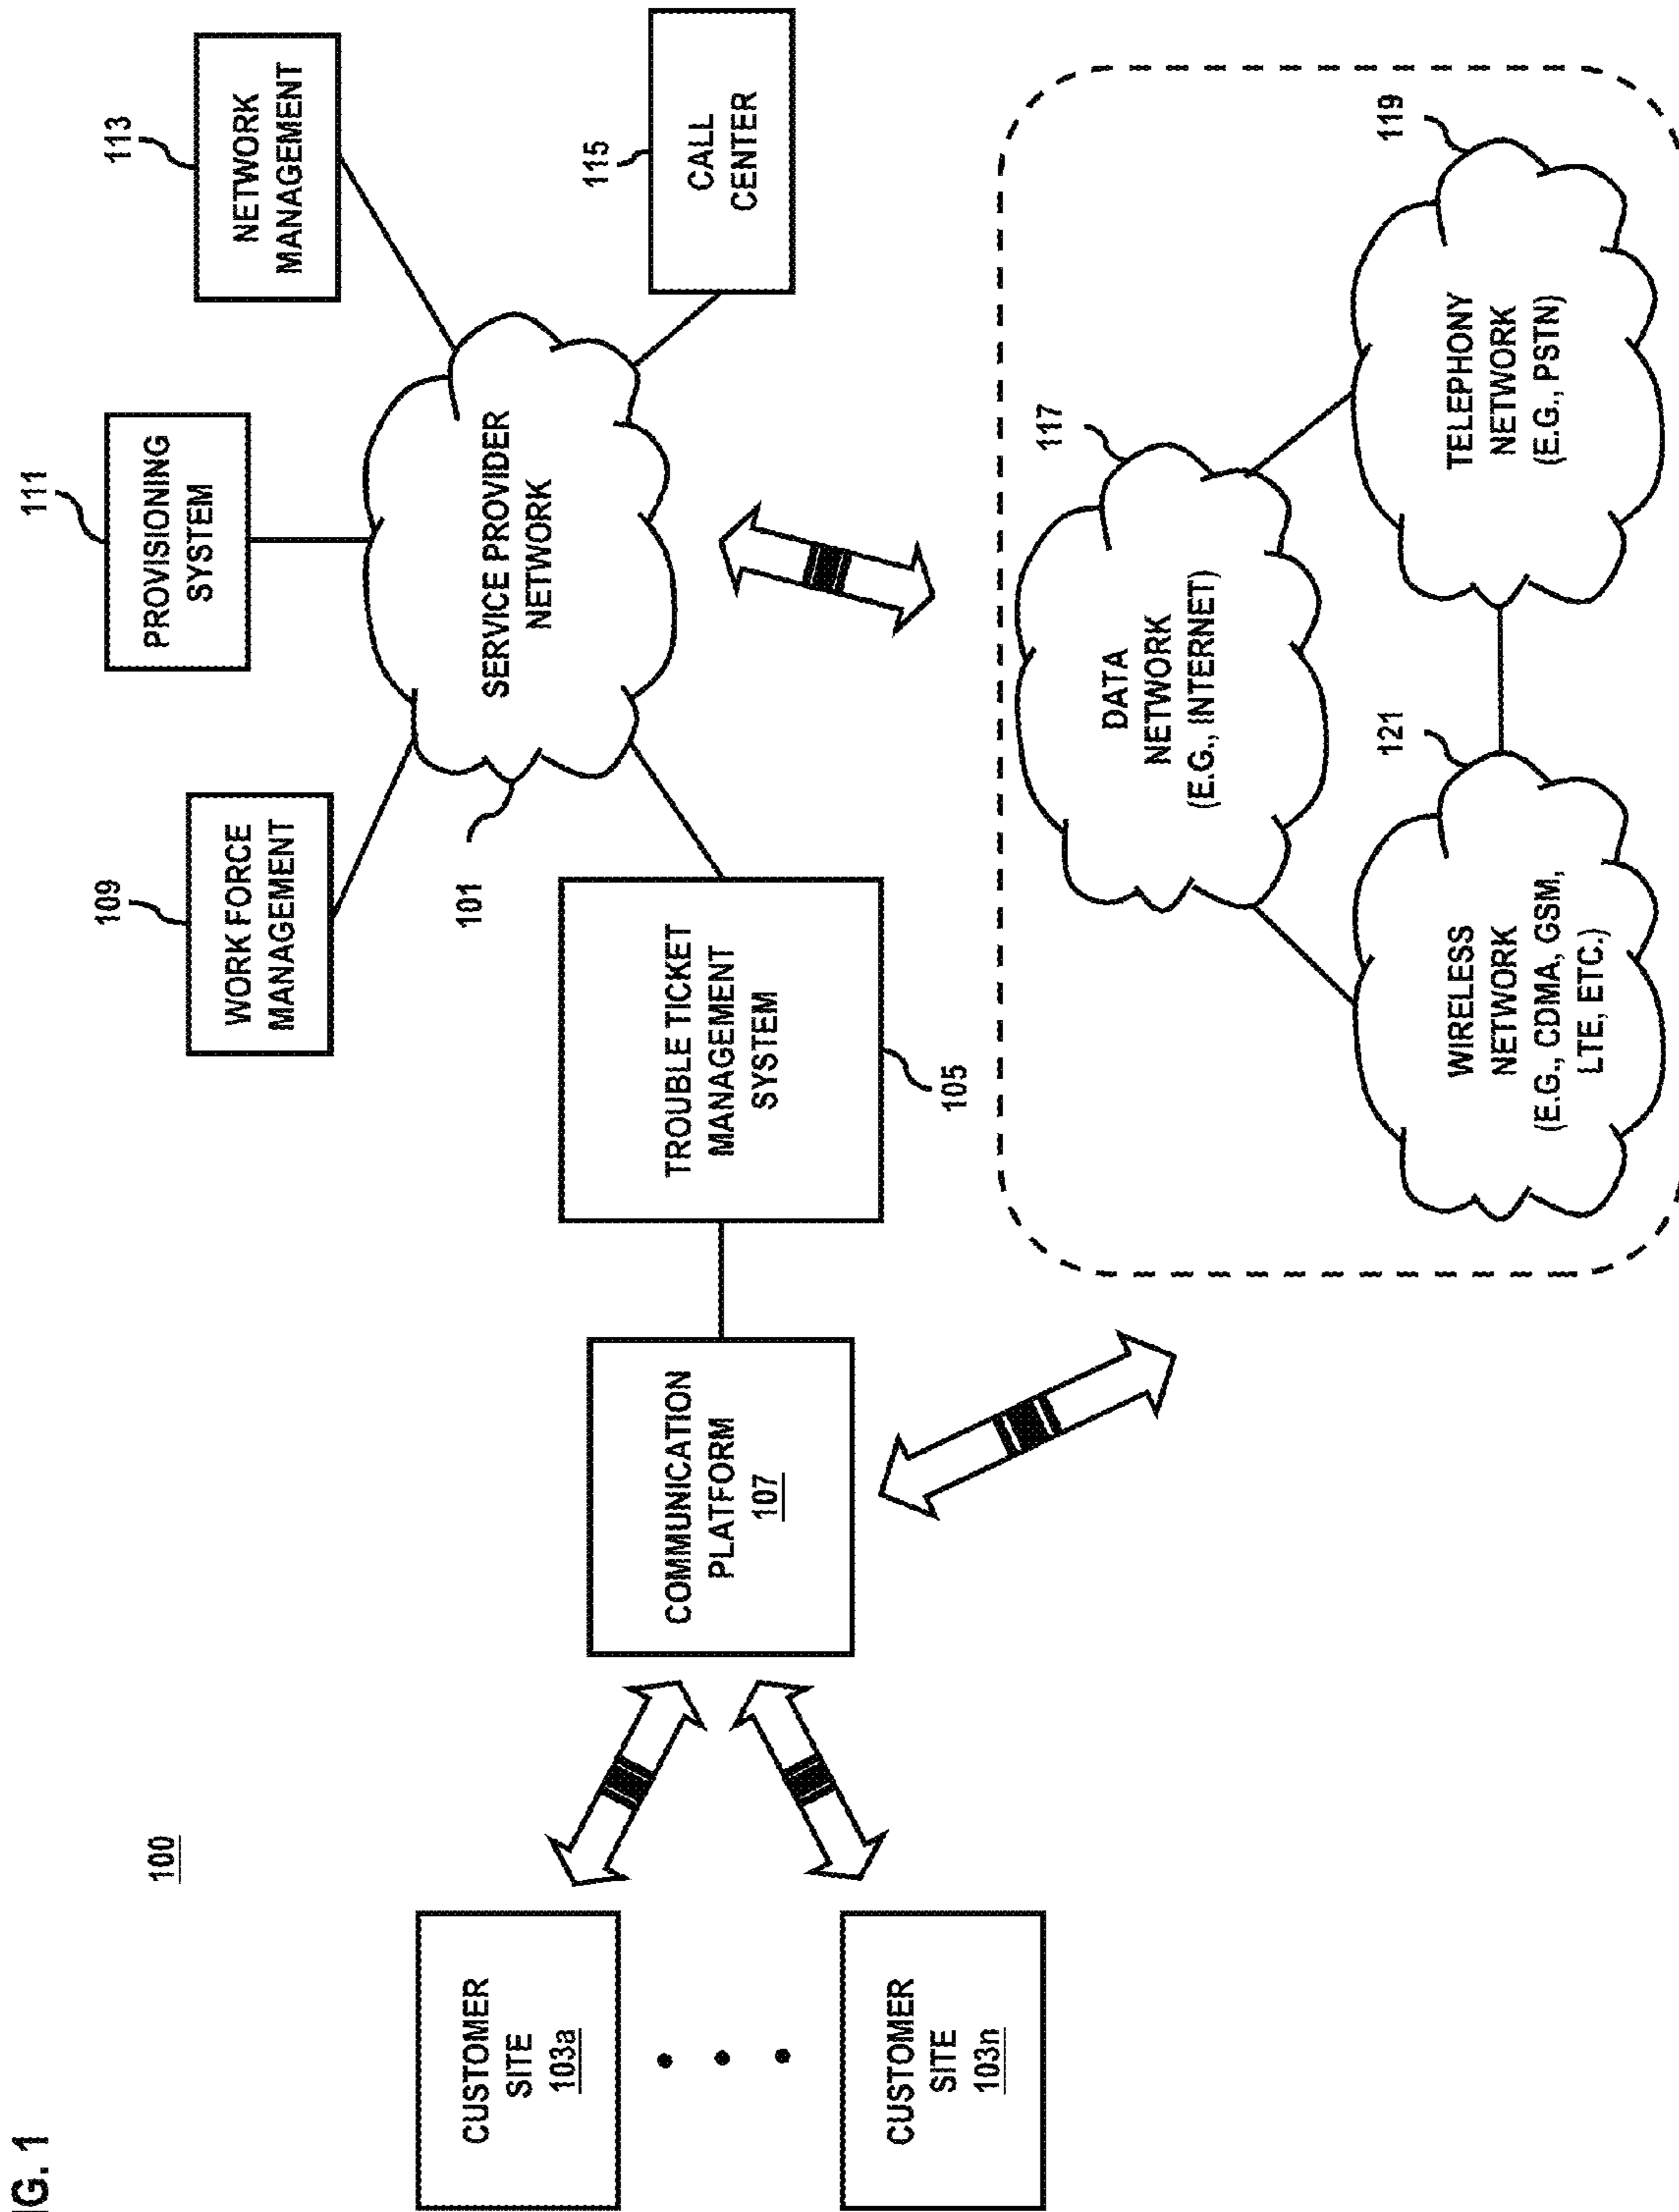 IG. 1
100
CUSTOMER
SITE
103a
CUSTOMER
SITE
103n
COMMUNICATION
PLATFORM
107
TROUBLE TICKET
MANAGEMENT
SYSTEM
105
109
WORK FORCE
MANAGEMENT
111
PROVISIONING
SYSTEM
113
NETWORK
MANAGEMENT
115
CALL
CENTER
SERVICE PROVIDER
NETWORK
101
117
DATA
NETWORK
(E.G., INTERNET)
119
TELEPHONY
NETWORK
(E.G., PSTN)
121
WIRELESS
NETWORK
(E.G., CDMA, GSM,
LTE, ETC.)